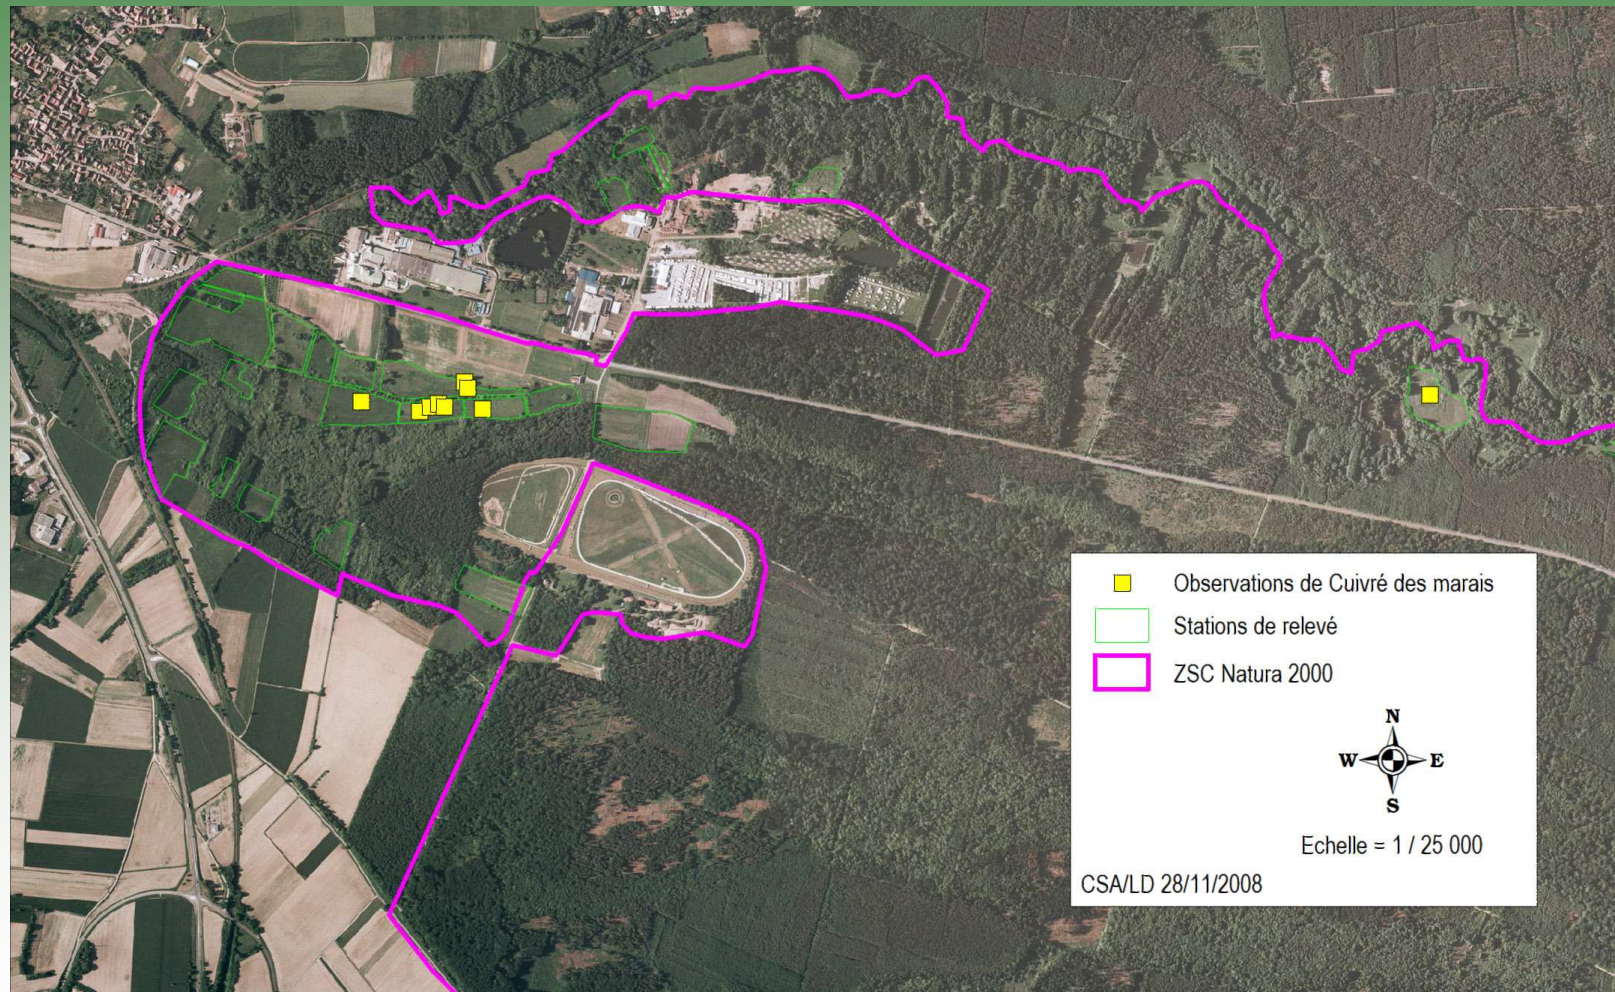 Observations de Cuivré des marais
Stations de relevé
ZSC Natura 2000
N
W E
S
Echelle = 1 / 25 000
CSA/LD 28/11/2008